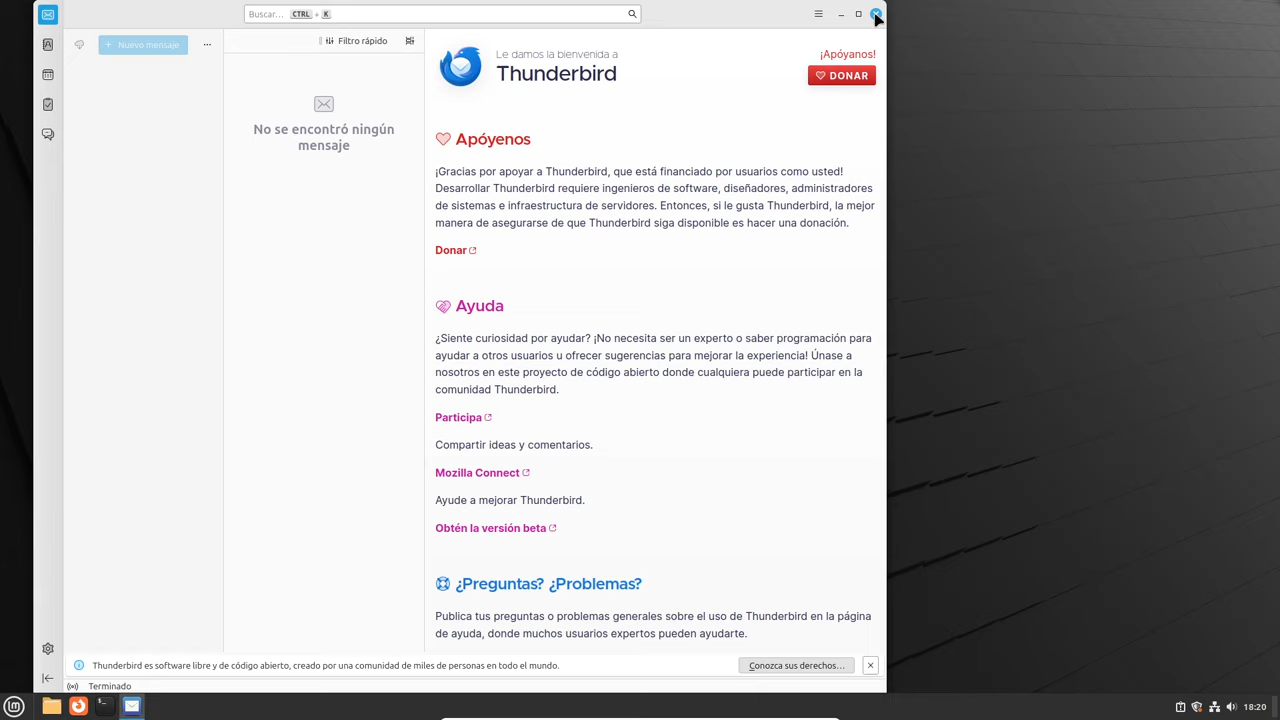 Buscar… CTRL + K
+ Nuevo mensaje
Filtro rápido
No se encontró ningún
mensaje
Le damos la bienvenida a
Thunderbird
¡Apóyanos!
DONAR
Apóyenos
¡Gracias por apoyar a Thunderbird, que está financiado por usuarios como usted!
Desarrollar Thunderbird requiere ingenieros de software, diseñadores, administradores
de sistemas e infraestructura de servidores. Entonces, si le gusta Thunderbird, la mejor
manera de asegurarse de que Thunderbird siga disponible es hacer una donación.
Donar
Ayuda
¿Siente curiosidad por ayudar? ¡No necesita ser un experto o saber programación para
ayudar a otros usuarios u ofrecer sugerencias para mejorar la experiencia! Únase a
nosotros en este proyecto de código abierto donde cualquiera puede participar en la
comunidad Thunderbird.
Participa
Compartir ideas y comentarios.
Mozilla Connect
Ayude a mejorar Thunderbird.
Obtén la versión beta
¿Preguntas? ¿Problemas?
Publica tus preguntas o problemas generales sobre el uso de Thunderbird en la página
de ayuda, donde muchos usuarios expertos pueden ayudarte.
Thunderbird es software libre y de código abierto, creado por una comunidad de miles de personas en todo el mundo.
Conozca sus derechos…
Terminado
18:20